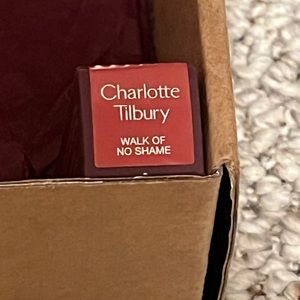 Charlotte
Tilbury
WALK OF
NO SHAME